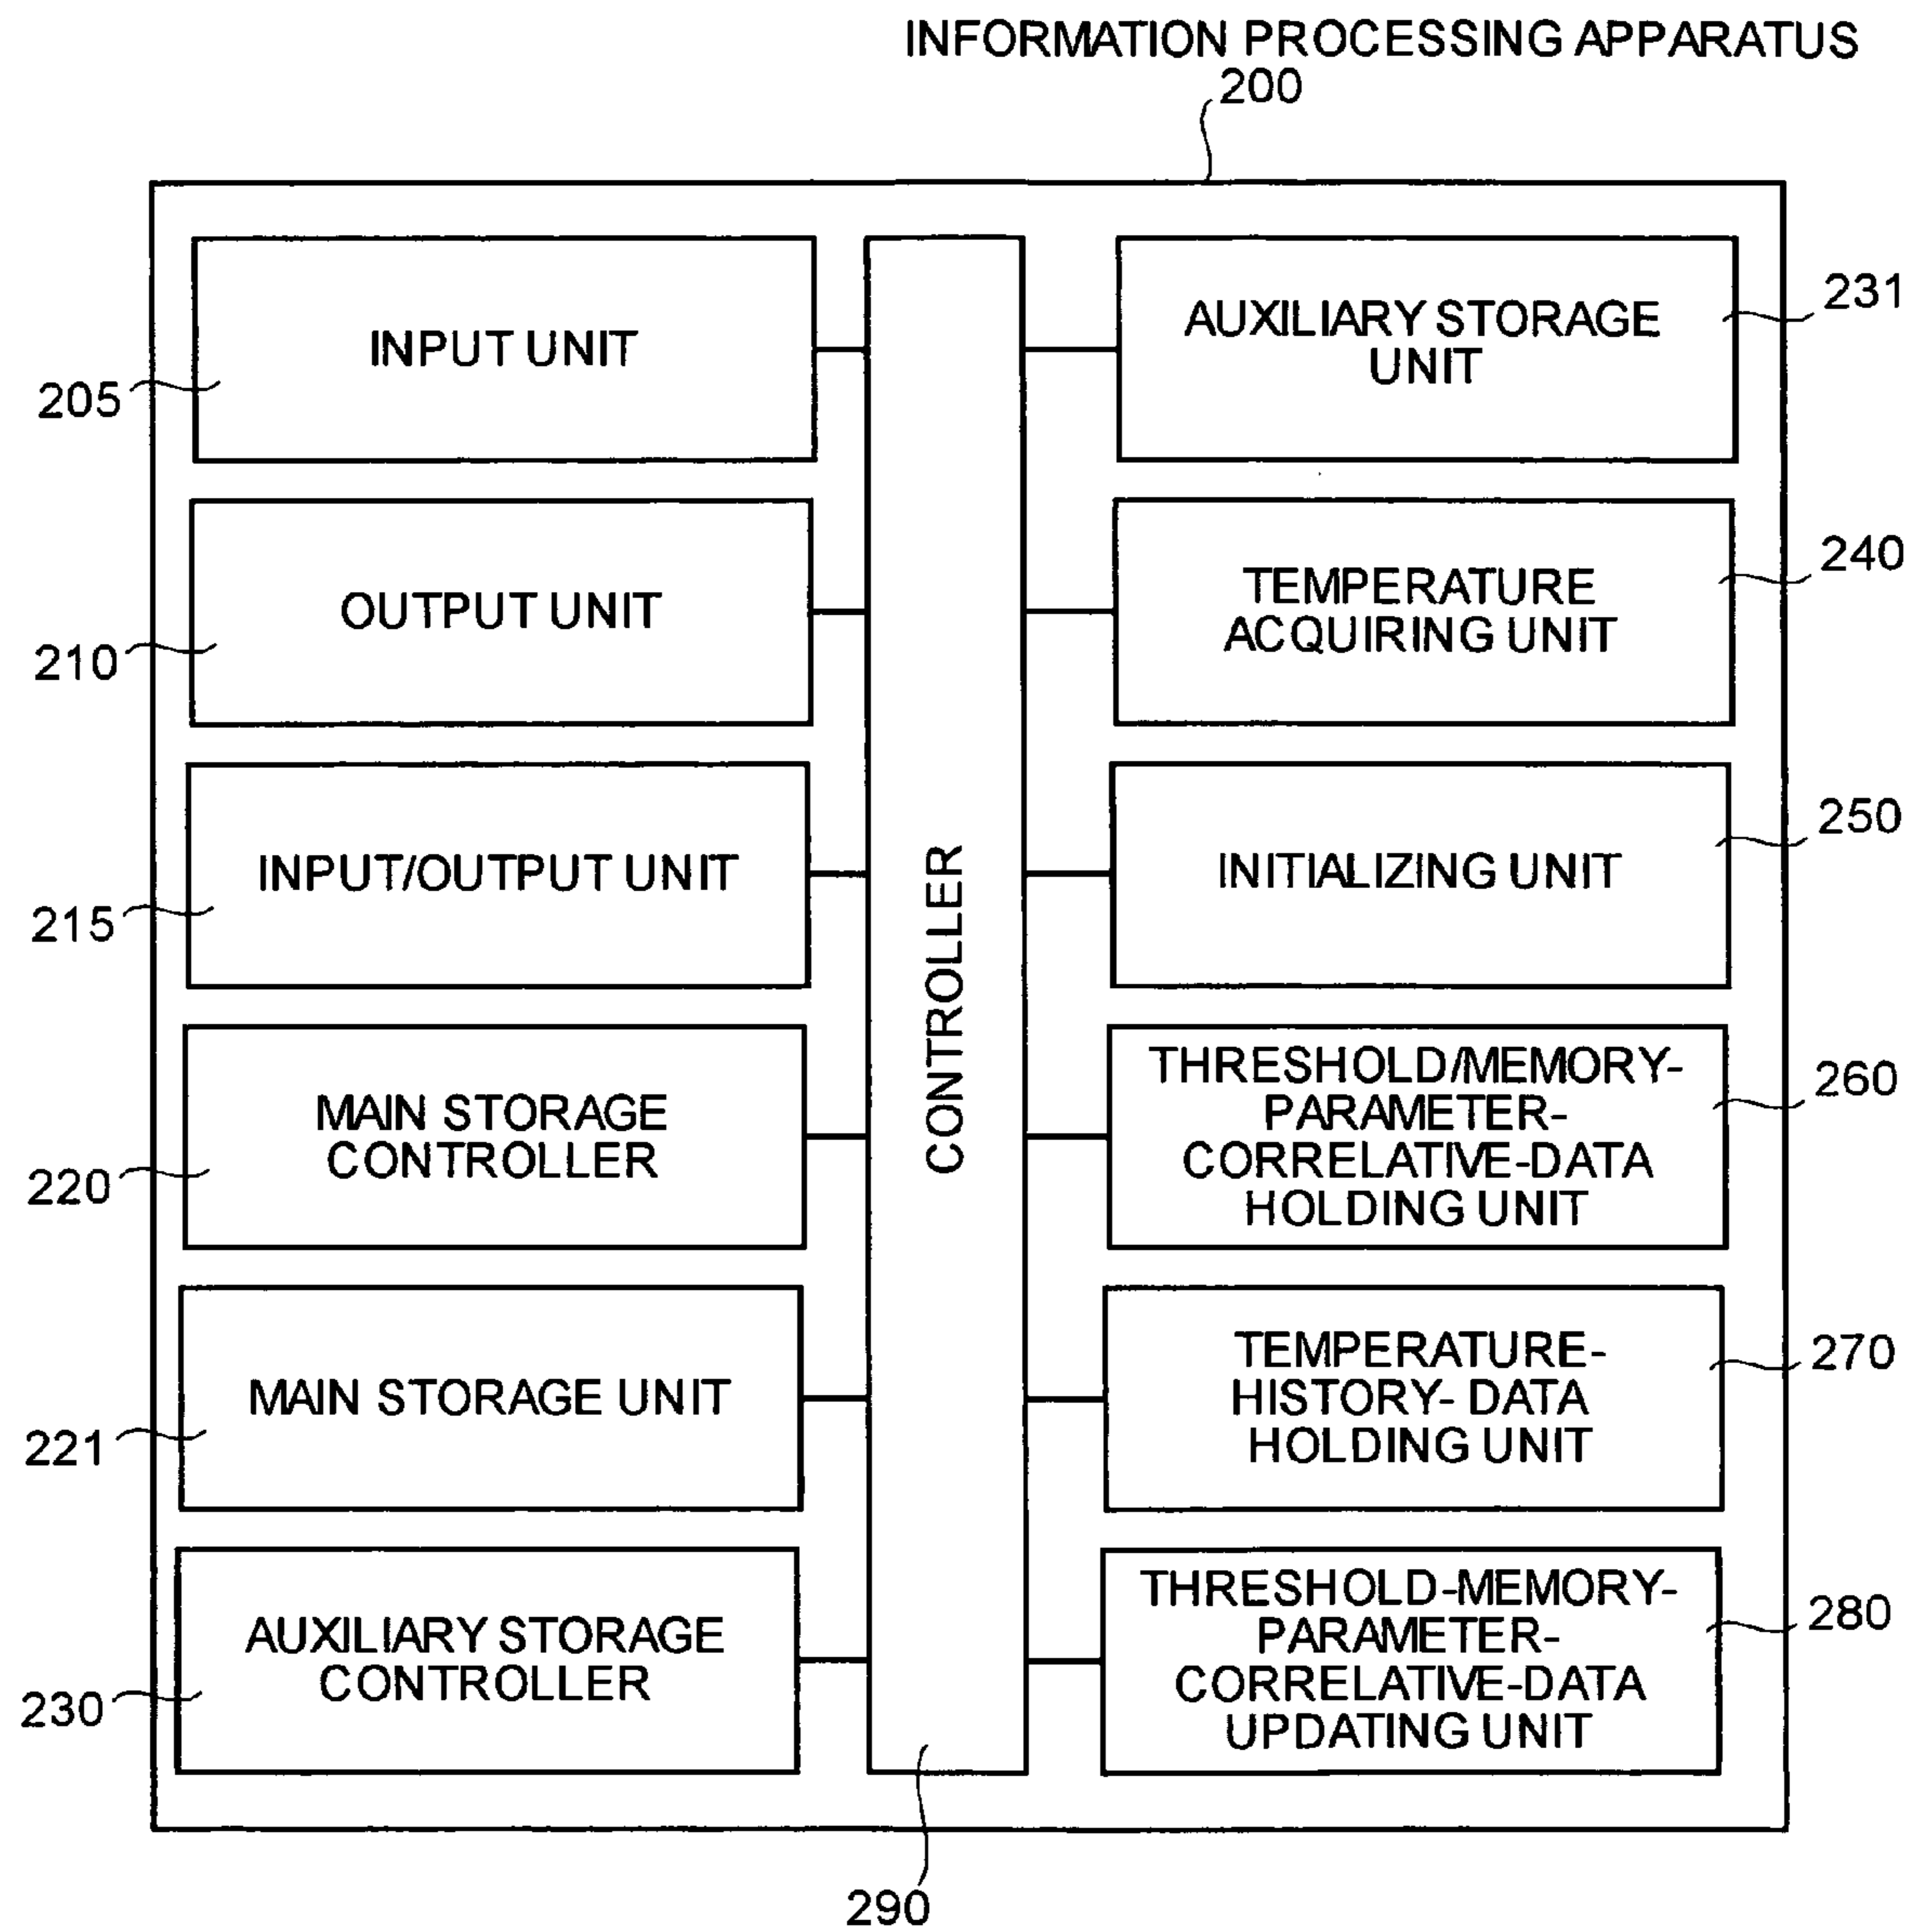 INFORMATION PROCESSING APPARATUS
200
INPUT UNIT
205
OUTPUT UNIT
210
INPUT/OUTPUT UNIT
215
MAIN STORAGE
CONTROLLER
220
MAIN STORAGE UNIT
221
AUXILIARY STORAGE
CONTROLLER
230
CONTROLLER
290
AUXILIARY STORAGE
UNIT
231
TEMPERATURE
ACQUIRING UNIT
240
INITIALIZING UNIT
250
THRESHOLD/MEMORY-
PARAMETER-
CORRELATIVE-DATA
HOLDING UNIT
260
TEMPERATURE-
HISTORY- DATA
HOLDING UNIT
270
THRESHOLD-MEMORY-
PARAMETER-
CORRELATIVE-DATA
UPDATING UNIT
280